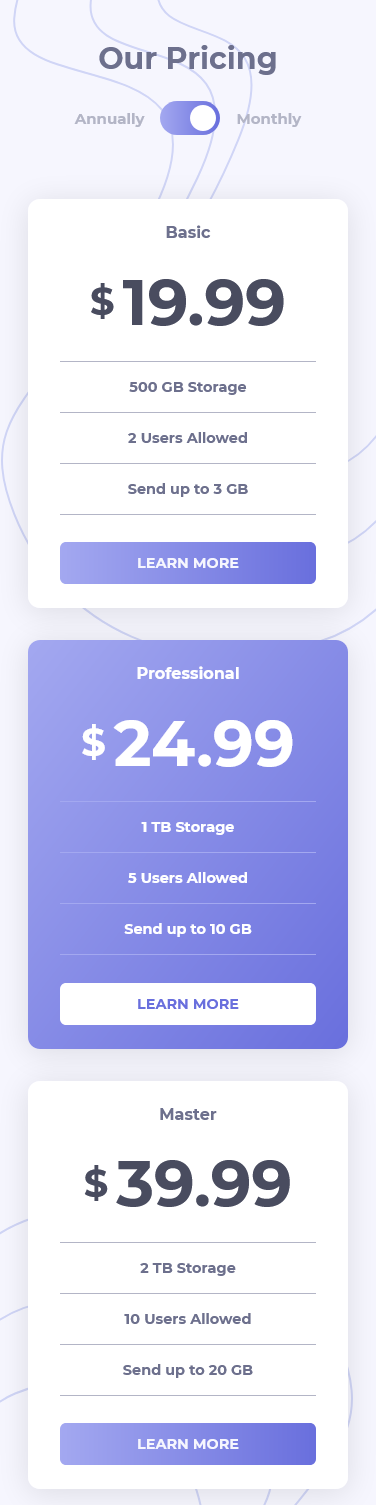 Our Pricing
Annually Monthly
Basic
$ 19.99
500 GB Storage
2 Users Allowed
Send up to 3 GB
LEARN MORE
Professional
$ 24.99
1 TB Storage
5 Users Allowed
Send up to 10 GB
LEARN MORE
Master
$ 39.99
2 TB Storage
10 Users Allowed
Send up to 20 GB
LEARN MORE